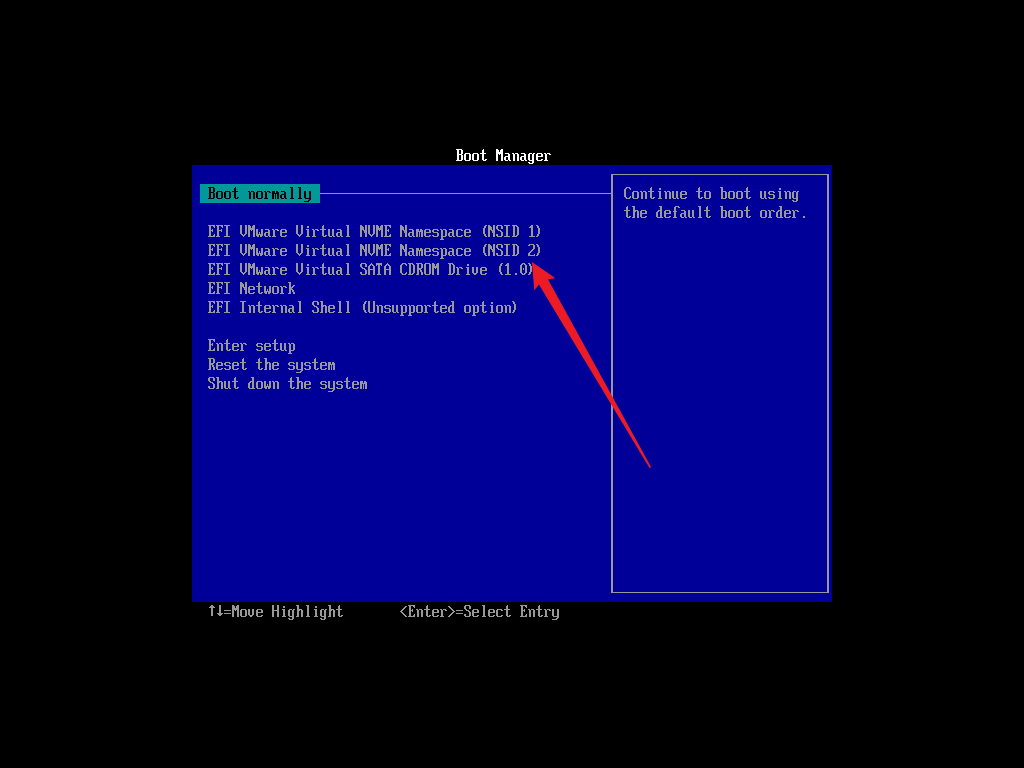 Boot Manager
Boot normally
EFI VMware Virtual NVME Namespace (NSID 1)
EFI VMware Virtual NVME Namespace (NSID 2)
EFI VMware Virtual SATA CDROM Drive (1.0)
EFI Network
EFI Internal Shell (Unsupported option)
Enter setup
Reset the system
Shut down the system
Continue to boot using
the default boot order.
↑↓=Move Highlight <Enter>=Select Entry